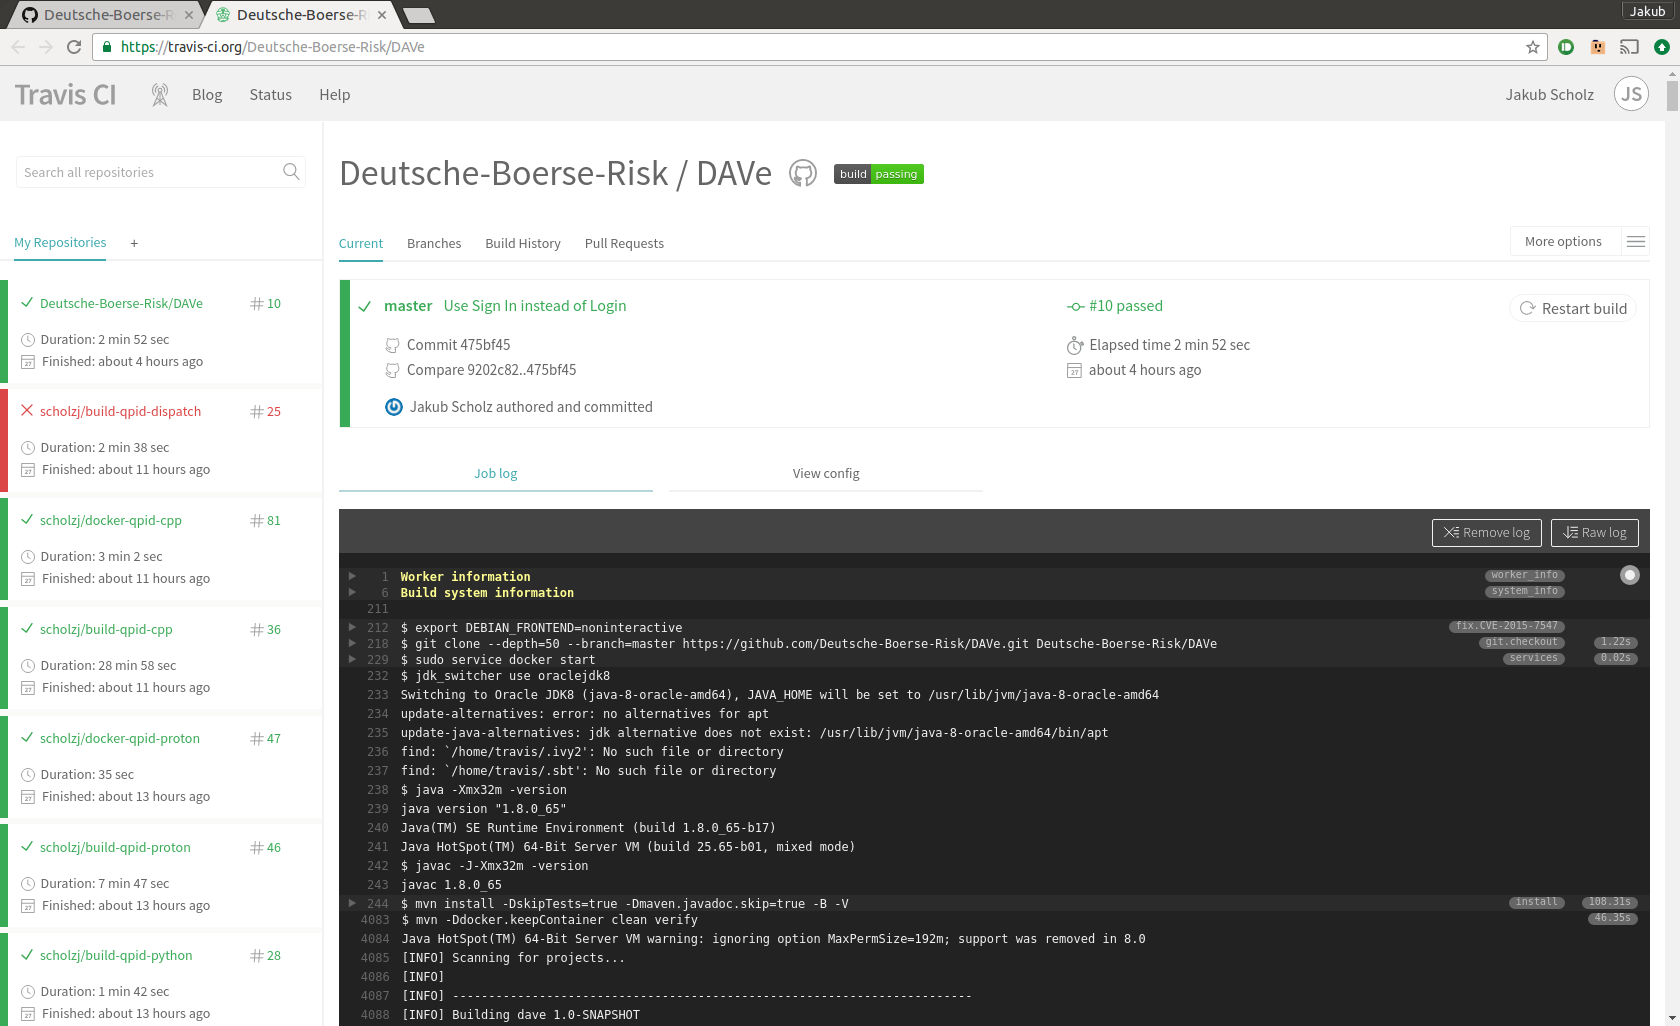 Deutsche-Boerse-R
Deutsche-Boerse-Ri
Jakub
https://travis-ci.org/Deutsche-Boerse-Risk/DAVe
Travis CI
Blog
Status
Help
Jakub Scholz
JS
Search all repositories
My Repositories
+
Deutsche-Boerse-Risk/DAVe # 10
Duration: 2 min 52 sec
Finished: about 4 hours ago
scholzj/build-qpid-dispatch # 25
Duration: 2 min 38 sec
Finished: about 11 hours ago
scholzj/docker-qpid-cpp # 81
Duration: 3 min 2 sec
Finished: about 11 hours ago
scholzj/build-qpid-cpp # 36
Duration: 28 min 58 sec
Finished: about 11 hours ago
scholzj/docker-qpid-proton # 47
Duration: 35 sec
Finished: about 13 hours ago
scholzj/build-qpid-proton # 46
Duration: 7 min 47 sec
Finished: about 13 hours ago
scholzj/build-qpid-python # 28
Duration: 1 min 42 sec
Finished: about 13 hours ago
Deutsche-Boerse-Risk / DAVe
build passing
Current
Branches
Build History
Pull Requests
More options
master Use Sign In instead of Login
Commit 475bf45
Compare 9202c82..475bf45
Jakub Scholz authored and committed
#10 passed
Elapsed time 2 min 52 sec
about 4 hours ago
Restart build
Job log
View config
Remove log
Raw log
1 Worker information worker_info
6 Build system information system_info
211
212 $ export DEBIAN_FRONTEND=noninteractive fix.CVE-2015-7547
218 $ git clone --depth=50 --branch=master https://github.com/Deutsche-Boerse-Risk/DAVe.git Deutsche-Boerse-Risk/DAVe git.checkout 1.22s
229 $ sudo service docker start services 0.02s
232 $ jdk_switcher use oraclejdk8
233 Switching to Oracle JDK8 (java-8-oracle-amd64), JAVA_HOME will be set to /usr/lib/jvm/java-8-oracle-amd64
234 update-alternatives: error: no alternatives for apt
235 update-java-alternatives: jdk alternative does not exist: /usr/lib/jvm/java-8-oracle-amd64/bin/apt
236 find: `/home/travis/.ivy2': No such file or directory
237 find: `/home/travis/.sbt': No such file or directory
238 $ java -Xmx32m -version
239 java version "1.8.0_65"
240 Java(TM) SE Runtime Environment (build 1.8.0_65-b17)
241 Java HotSpot(TM) 64-Bit Server VM (build 25.65-b01, mixed mode)
242 $ javac -J-Xmx32m -version
243 javac 1.8.0_65
244 $ mvn install -DskipTests=true -Dmaven.javadoc.skip=true -B -V install 108.31s
4083 $ mvn -Ddocker.keepContainer clean verify 46.35s
4084 Java HotSpot(TM) 64-Bit Server VM warning: ignoring option MaxPermSize=192m; support was removed in 8.0
4085 [INFO] Scanning for projects...
4086 [INFO]
4087 [INFO] ------------------------------------------------------------------------
4088 [INFO] Building dave 1.0-SNAPSHOT